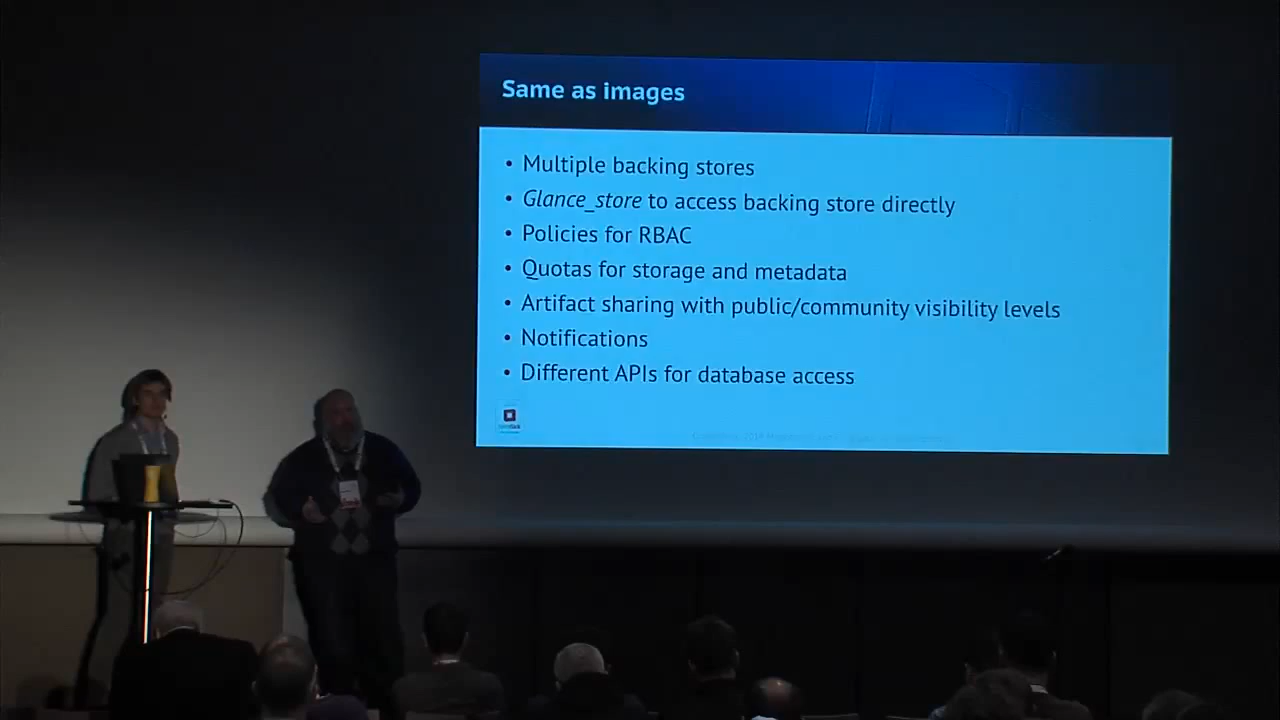 Same as images
• Multiple backing stores
• Glance_store to access backing store directly
• Policies for RBAC
• Quotas for storage and metadata
• Artifact sharing with public/community visibility levels
• Notifications
• Different APIs for database access